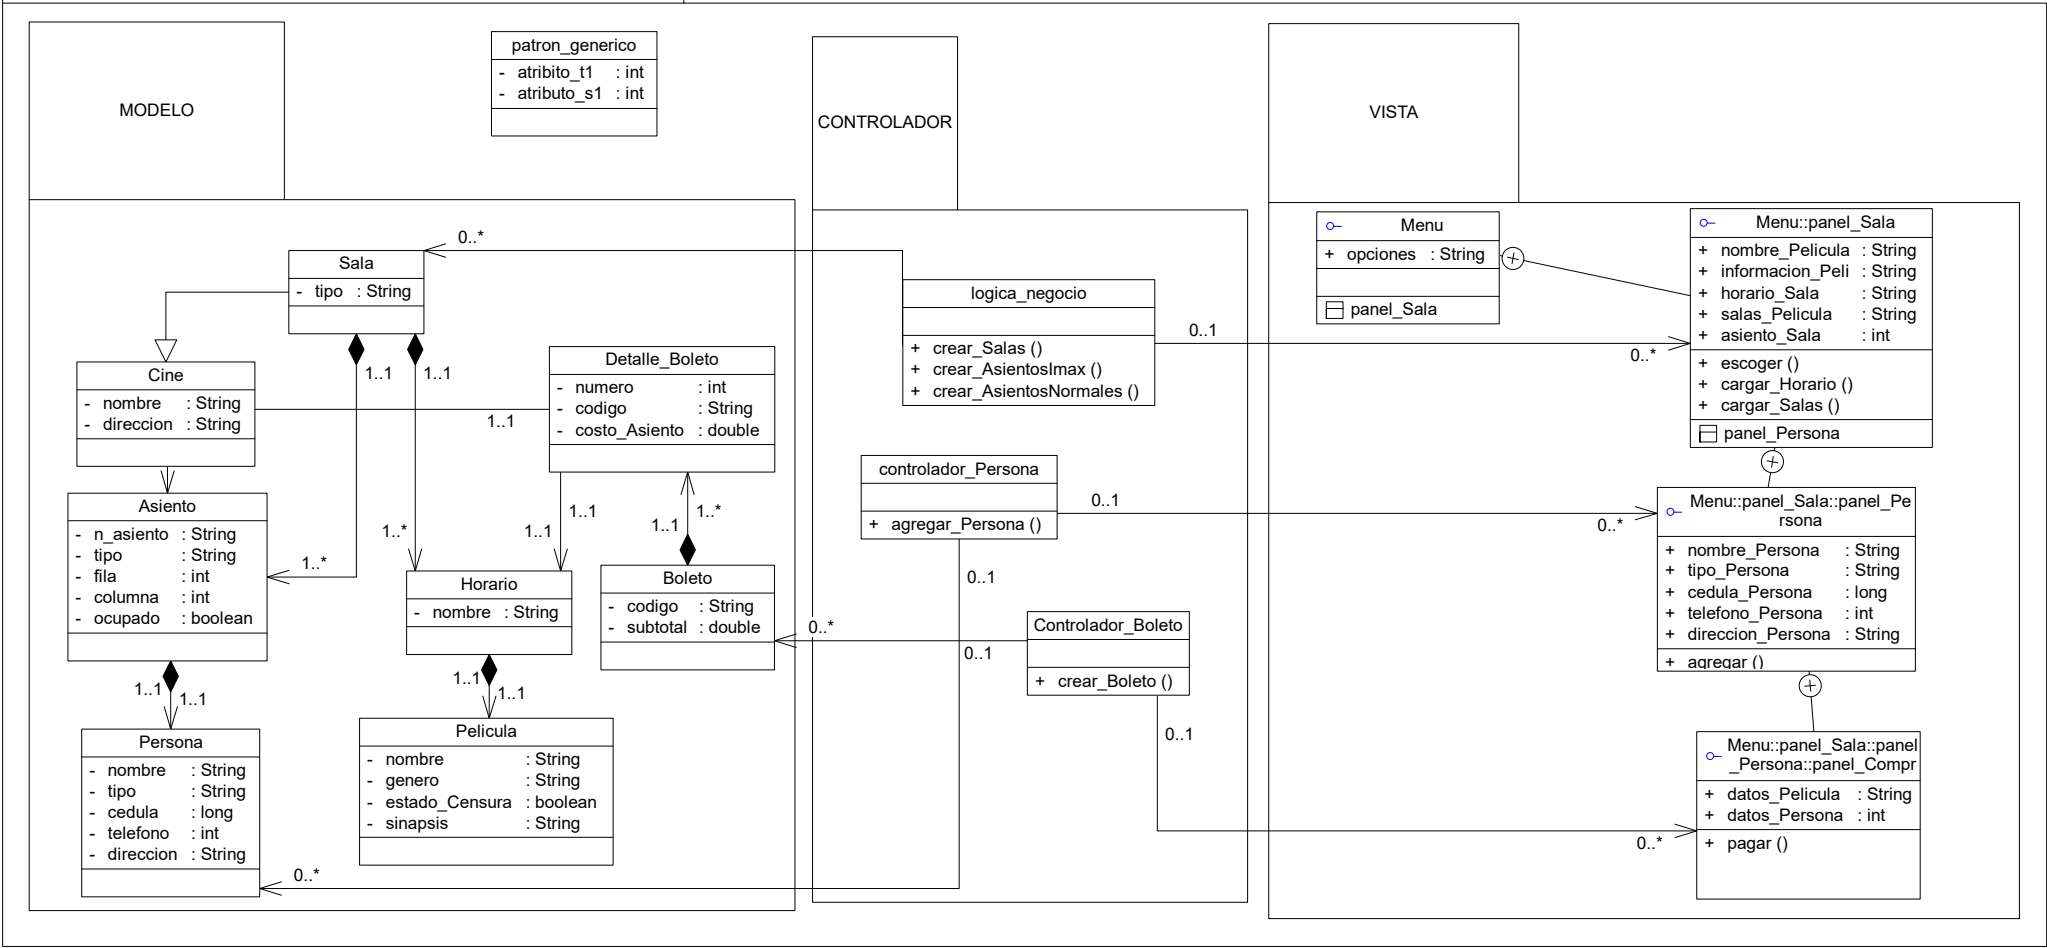 MODELO
patron_generico
- atribito_t1 : int
- atributo_s1 : int
CONTROLADOR
VISTA
Sala
- tipo : String
0..*
1..1
1..1
Cine
- nombre : String
- direccion : String
1..1
Detalle_Boleto
- numero : int
- codigo : String
- costo_Asiento : double
Asiento
- n_asiento : String
- tipo : String
- fila : int
- columna : int
- ocupado : boolean
1..*
1..*
1..1
1..1
1..1
1..*
Horario
- nombre : String
Boleto
- codigo : String
- subtotal : double
1..1
1..1
1..1
1..1
Persona
- nombre : String
- tipo : String
- cedula : long
- telefono : int
- direccion : String
Pelicula
- nombre : String
- genero : String
- estado_Censura : boolean
- sinapsis : String
0..*
logica_negocio
+ crear_Salas ()
+ crear_AsientosImax ()
+ crear_AsientosNormales ()
0..1
0..*
controlador_Persona
+ agregar_Persona ()
0..1
0..*
0..1
Controlador_Boleto
+ crear_Boleto ()
0..*
0..1
0..1
0..*
Menu
+ opciones : String
panel_Sala
Menu::panel_Sala
+ nombre_Pelicula : String
+ informacion_Peli : String
+ horario_Sala : String
+ salas_Pelicula : String
+ asiento_Sala : int
+ escoger ()
+ cargar_Horario ()
+ cargar_Salas ()
panel_Persona
Menu::panel_Sala::panel_Pe
rsona
+ nombre_Persona : String
+ tipo_Persona : String
+ cedula_Persona : long
+ telefono_Persona : int
+ direccion_Persona : String
+ agregar ()
Menu::panel_Sala::panel
_Persona::panel_Compr
+ datos_Pelicula : String
+ datos_Persona : int
+ pagar ()